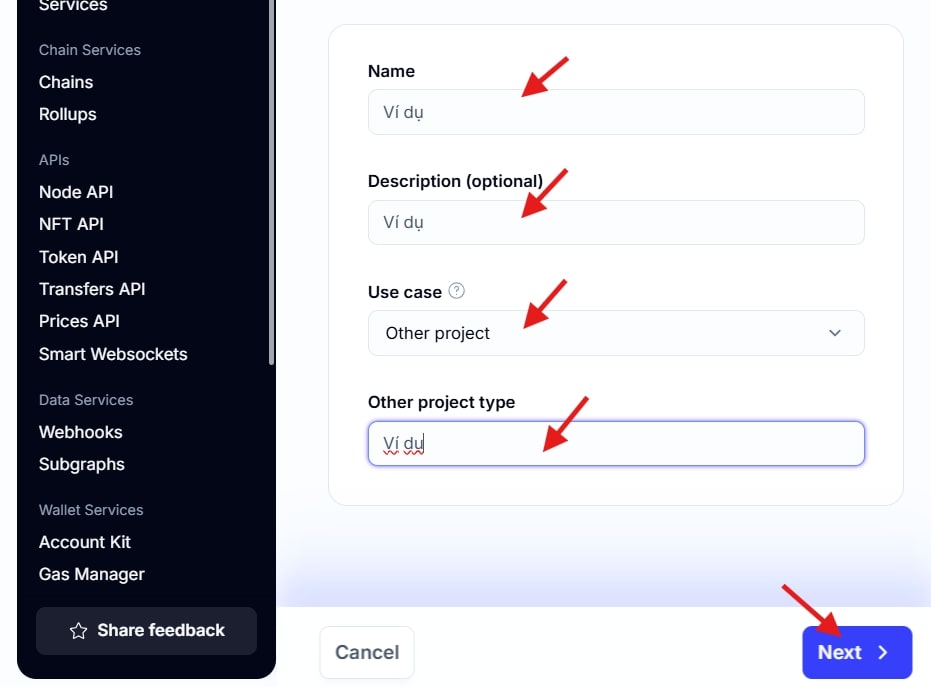 Services
Chain Services
Chains
Rollups
APIs
Node API
NFT API
Token API
Transfers API
Prices API
Smart Websockets
Data Services
Webhooks
Subgraphs
Wallet Services
Account Kit
Gas Manager
Share feedback
Name
Ví dụ
Description (optional)
Ví dụ
Use case ?
Other project
Other project type
Ví dụ
Cancel
Next